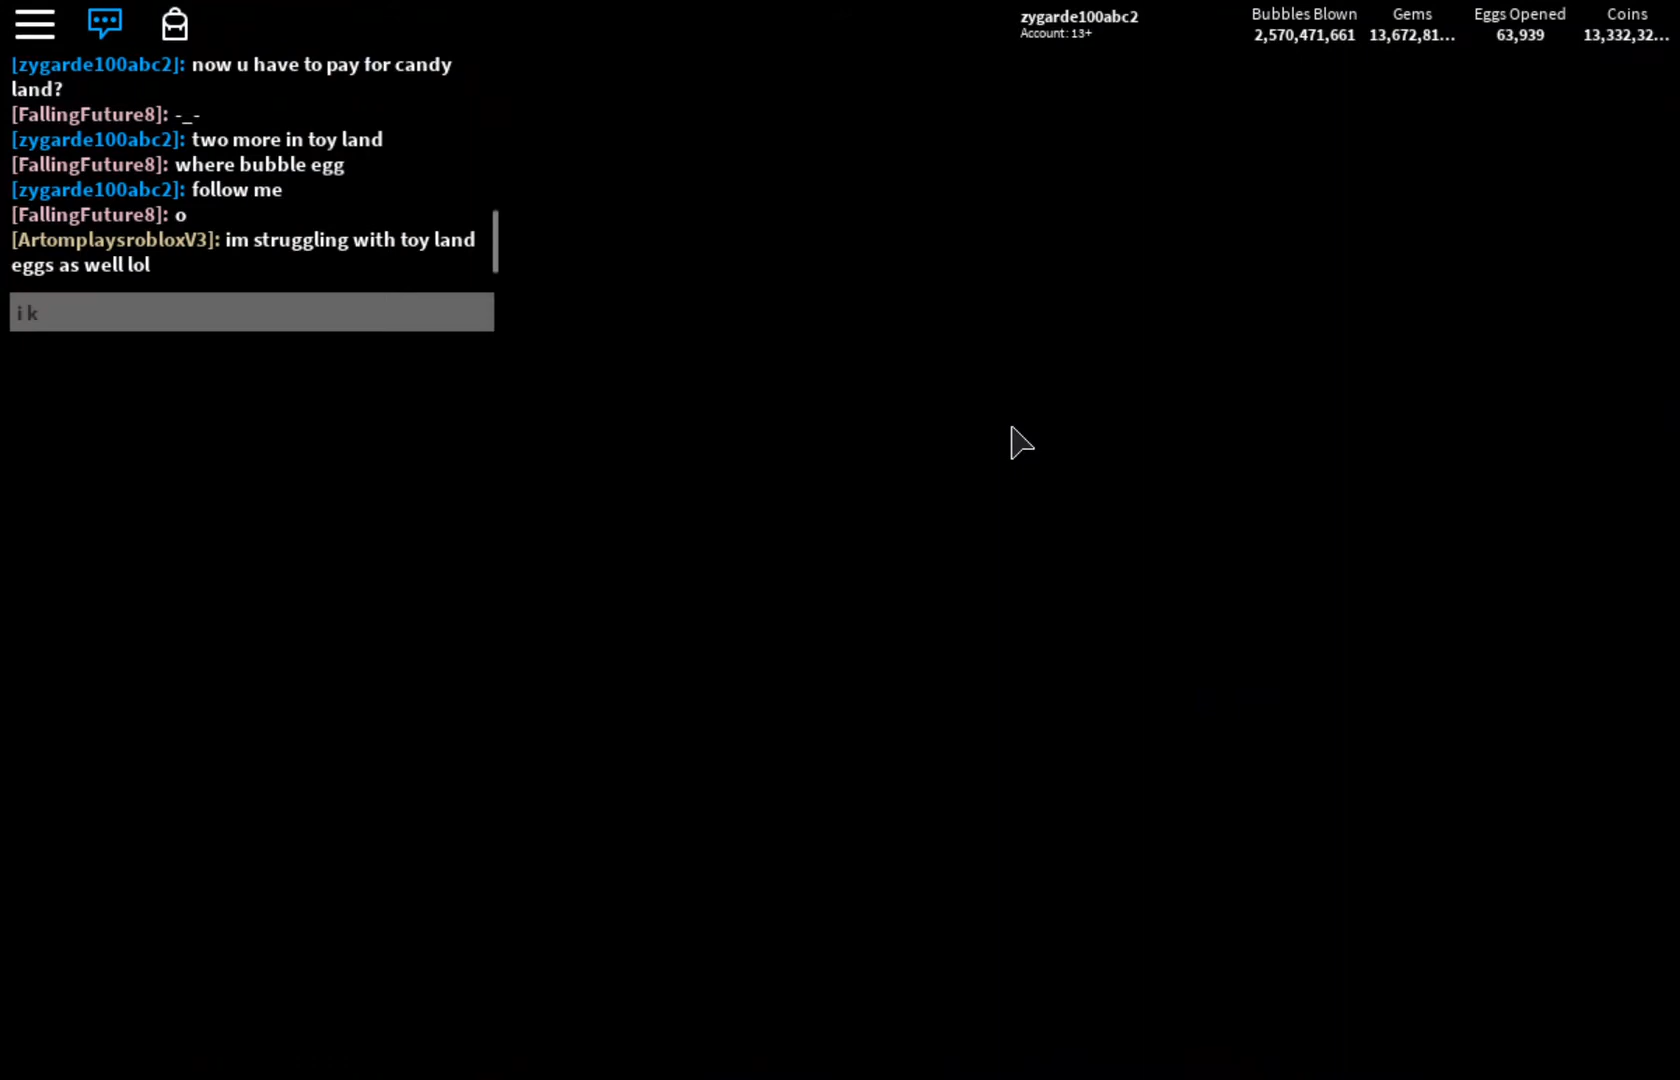 zygarde100abc2
Account: 13+
Bubbles Blown
2,570,471,661
Gems
13,672,81...
Eggs Opened
63,939
Coins
13,332,32...
[zygarde100abc2]: now u have to pay for candy
land?
[FallingFuture8]: -_-
[zygarde100abc2]: two more in toy land
[FallingFuture8]: where bubble egg
[zygarde100abc2]: follow me
[FallingFuture8]: o
[ArtomplaysrobloxV3]: im struggling with toy land
eggs as well lol
i k